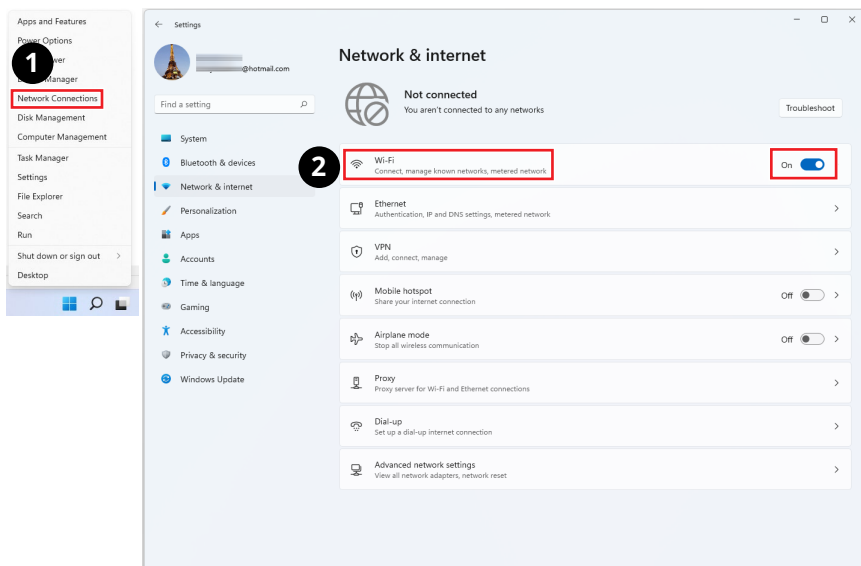 Apps and Features
Power Options
1
Manager
Network Connections
Disk Management
Computer Management
Task Manager
Settings
File Explorer
Search
Run
Shut down or sign out
Desktop
Settings
@hotmail.com
Find a setting
System
Bluetooth & devices
Network & internet
Personalization
Apps
Accounts
Time & language
Gaming
Accessibility
Privacy & security
Windows Update
Network & internet
Not connected
You aren't connected to any networks
Troubleshoot
2
Wi-Fi
Connect, manage known networks, metered network
On
Ethernet
Authentication, IP and DNS settings, metered network
VPN
Add, connect, manage
Mobile hotspot
Share your internet connection
Off
Airplane mode
Stop all wireless communication
Off
Proxy
Proxy server for Wi-Fi and Ethernet connections
Dial-up
Set up a dial-up internet connection
Advanced network settings
View all network adapters, network reset